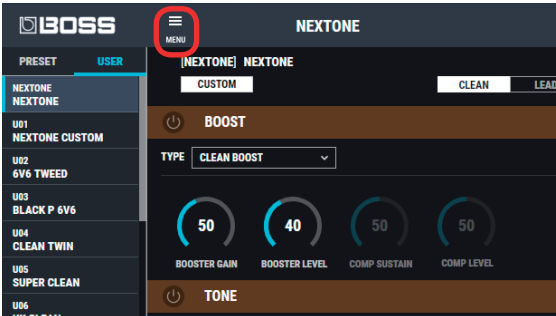 BOSS
MENU
NEXTONE
PRESET USER
[NEXTONE] NEXTONE
CUSTOM
CLEAN LEAD
NEXTONE
NEXTONE
U01
NEXTONE CUSTOM
U02
6V6 TWEED
U03
BLACK P 6V6
U04
CLEAN TWIN
U05
SUPER CLEAN
U06
BOOST
TYPE CLEAN BOOST
50 40 50 50
BOOSTER GAIN BOOSTER LEVEL COMP SUSTAIN COMP LEVEL
TONE